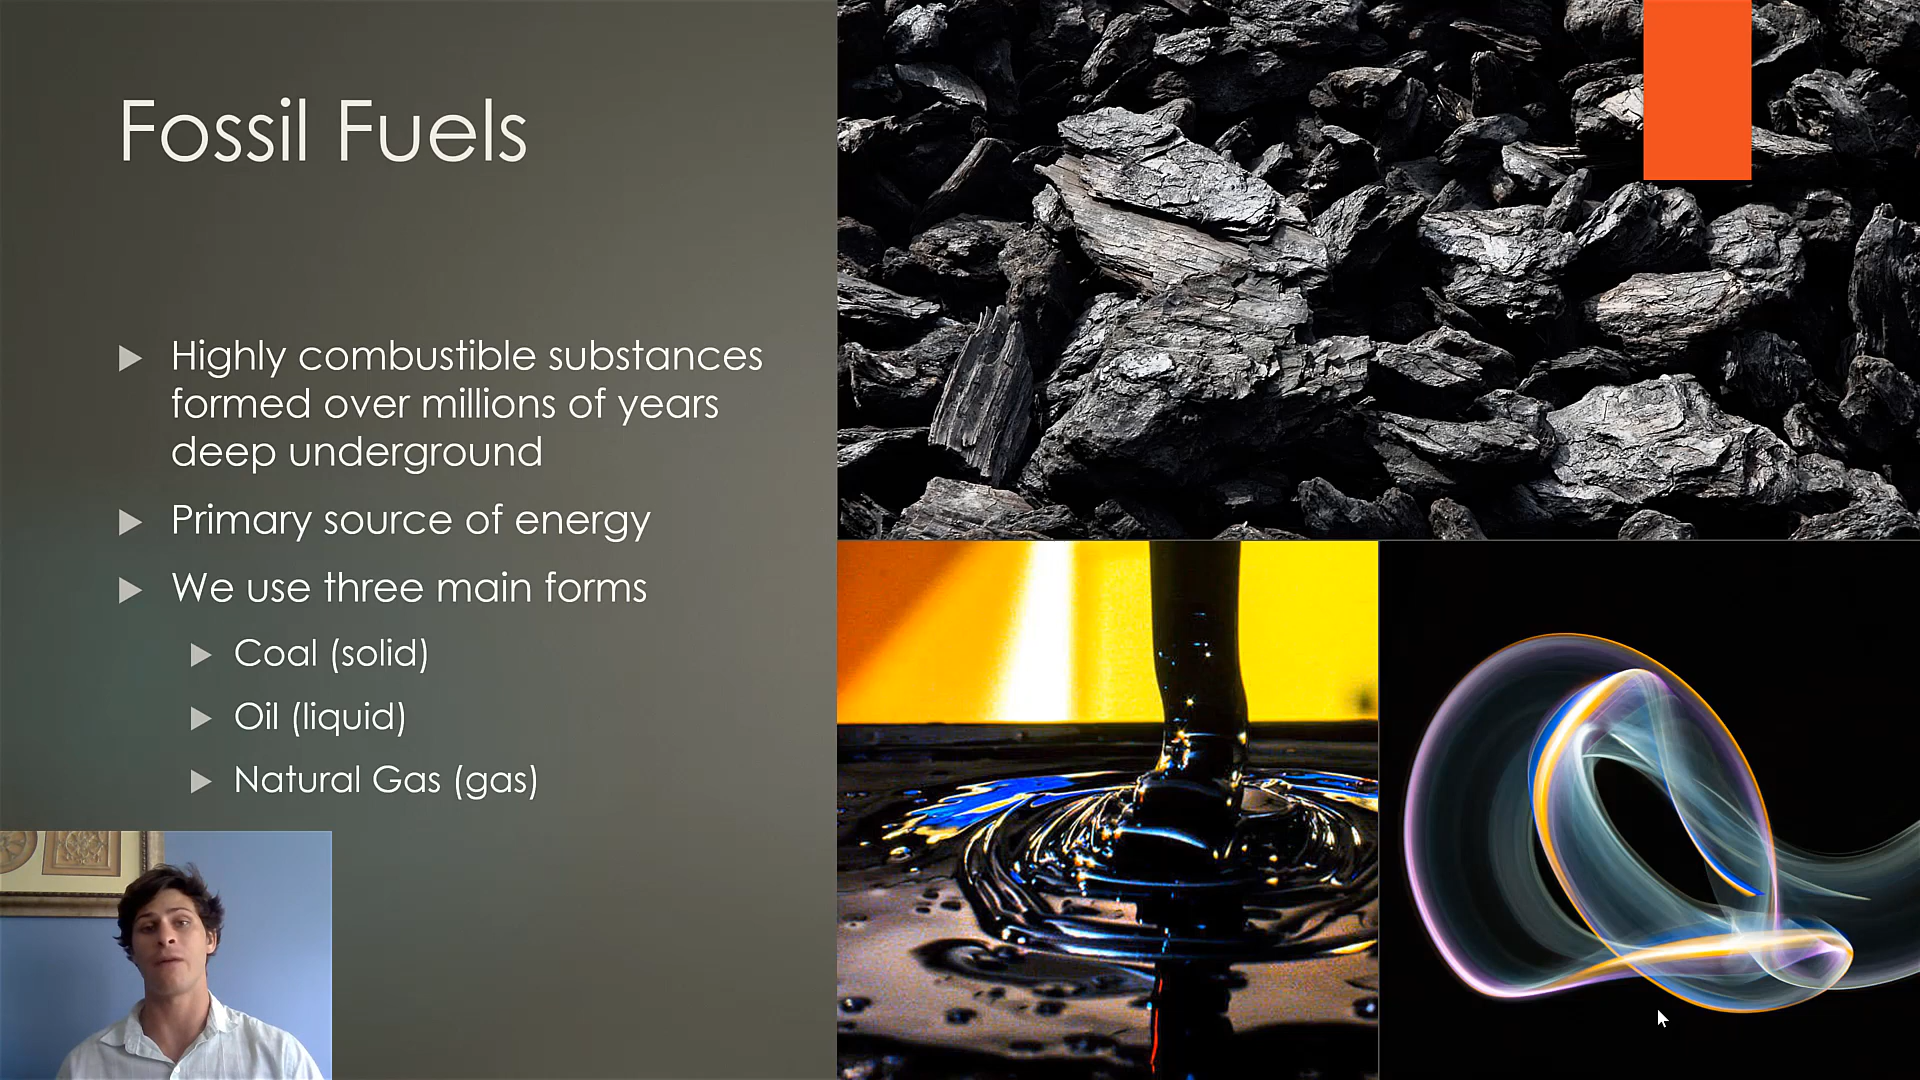 Fossil Fuels
Highly combustible substances
formed over millions of years
deep underground
Primary source of energy
We use three main forms
Coal (solid)
Oil (liquid)
Natural Gas (gas)